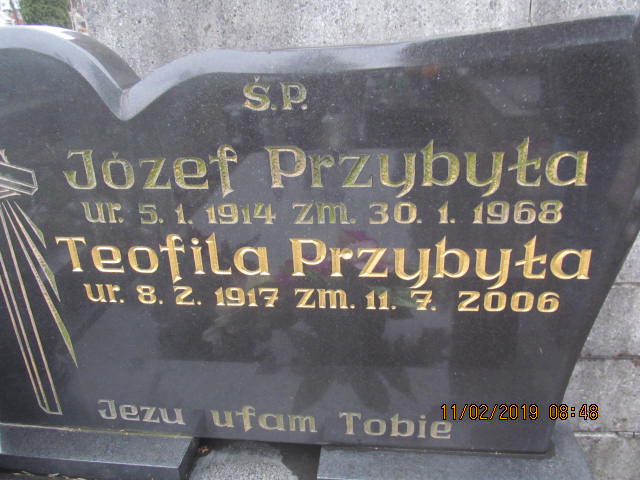 Ś.P.
Józef Przybyła
ur. 5.1.1914 zm. 30.1.1968
Teofila Przybyła
ur. 8.2.1917 zm. 11.7.2006
Jezu ufam Tobie
11/02/2019 08:48